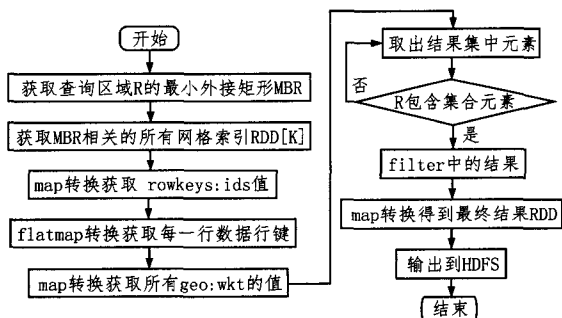 开始
获取查询区域R的最小外接矩形MBR
获取MBR相关的所有网格索引RDD[K]
map转换获取 rowkeys:ids值
flatmap转换获取每一行数据行键
map转换获取所有geo:wkt的值
取出结果集中元素
否
R包含集合元素
是
filter中的结果
map转换得到最终结果RDD
输出到HDFS
结束